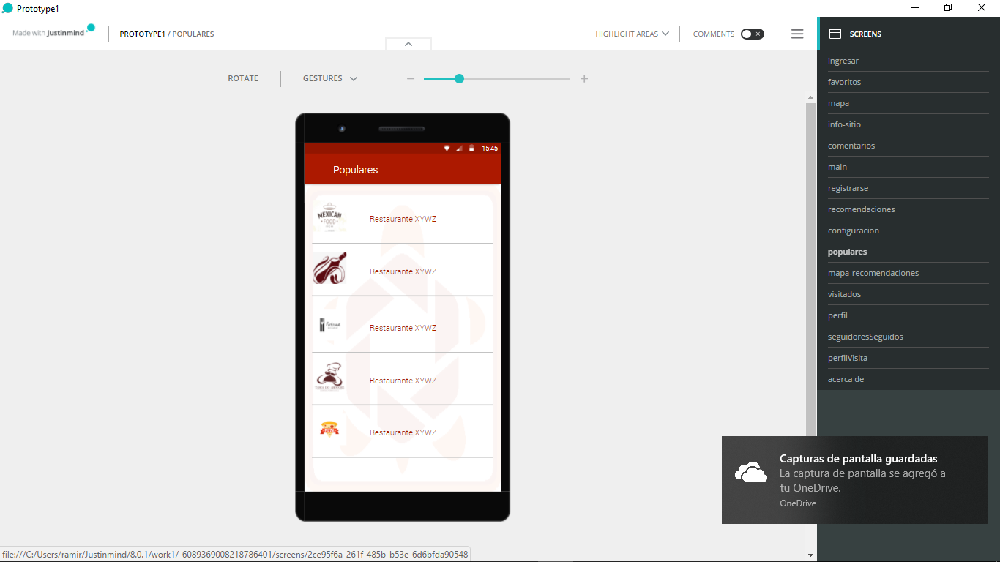 Prototype1
Made with Justinmind
PROTOTYPE1 / POPULARES
HIGHLIGHT AREAS
COMMENTS
SCREENS
ROTATE
GESTURES
15:45
Populares
MEXICAN
FOOD
Restaurante XYWZ
Restaurante XYWZ
Restaurante XYWZ
Restaurante XYWZ
PIZZA
Restaurante XYWZ
ingresar
favoritos
mapa
info-sitio
comentarios
main
registrarse
recomendaciones
configuracion
populares
mapa-recomendaciones
visitados
perfil
seguidoresSeguidos
perfilVisita
acerca de
Capturas de pantalla guardadas
La captura de pantalla se agregó a
tu OneDrive.
OneDrive
file:///C:/Users/ramir/Justinmind/8.0.1/work1/-6089369008218786401/screens/2ce95f6a-261f-485b-b53e-6d6bfda90548